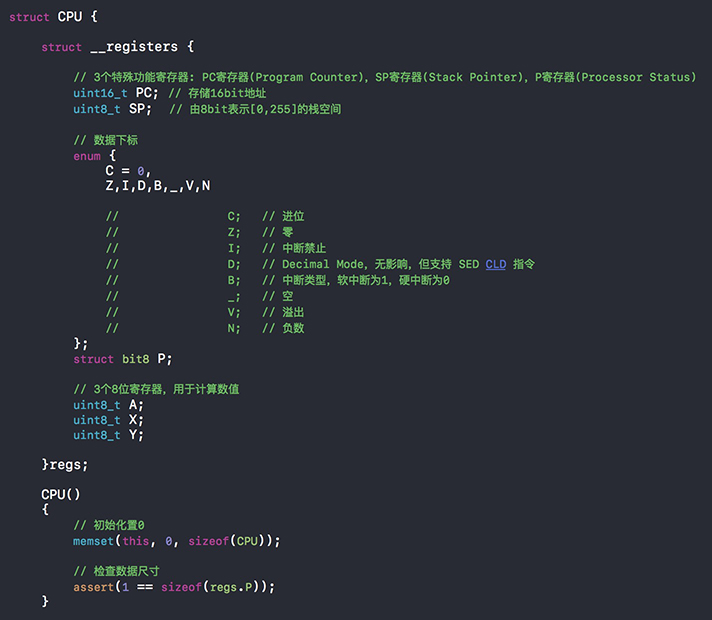 struct CPU {
struct __registers {
// 3个特殊功能寄存器: PC寄存器(Program Counter), SP寄存器(Stack Pointer), P寄存器(Processor Status)
uint16_t PC; // 存储16bit地址
uint8_t SP; // 由8bit表示[0,255]的栈空间
// 数据下标
enum {
C = 0,
Z,I,D,B,_,V,N
// C; // 进位
// Z; // 零
// I; // 中断禁止
// D; // Decimal Mode, 无影响, 但支持 SED CLD 指令
// B; // 中断类型, 软中断为1, 硬中断为0
// _; // 空
// V; // 溢出
// N; // 负数
};
struct bit8 P;
// 3个8位寄存器, 用于计算数值
uint8_t A;
uint8_t X;
uint8_t Y;
}regs;
CPU()
{
// 初始化置0
memset(this, 0, sizeof(CPU));
// 检查数据尺寸
assert(1 == sizeof(regs.P));
}